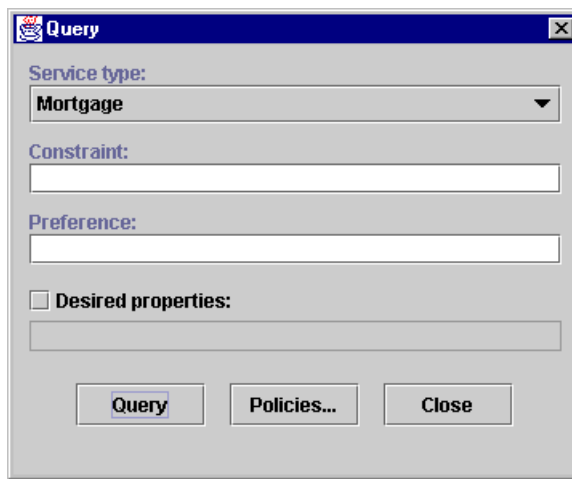 Query
Service type:
Mortgage
Constraint:
Preference:
Desired properties:
Query Policies... Close